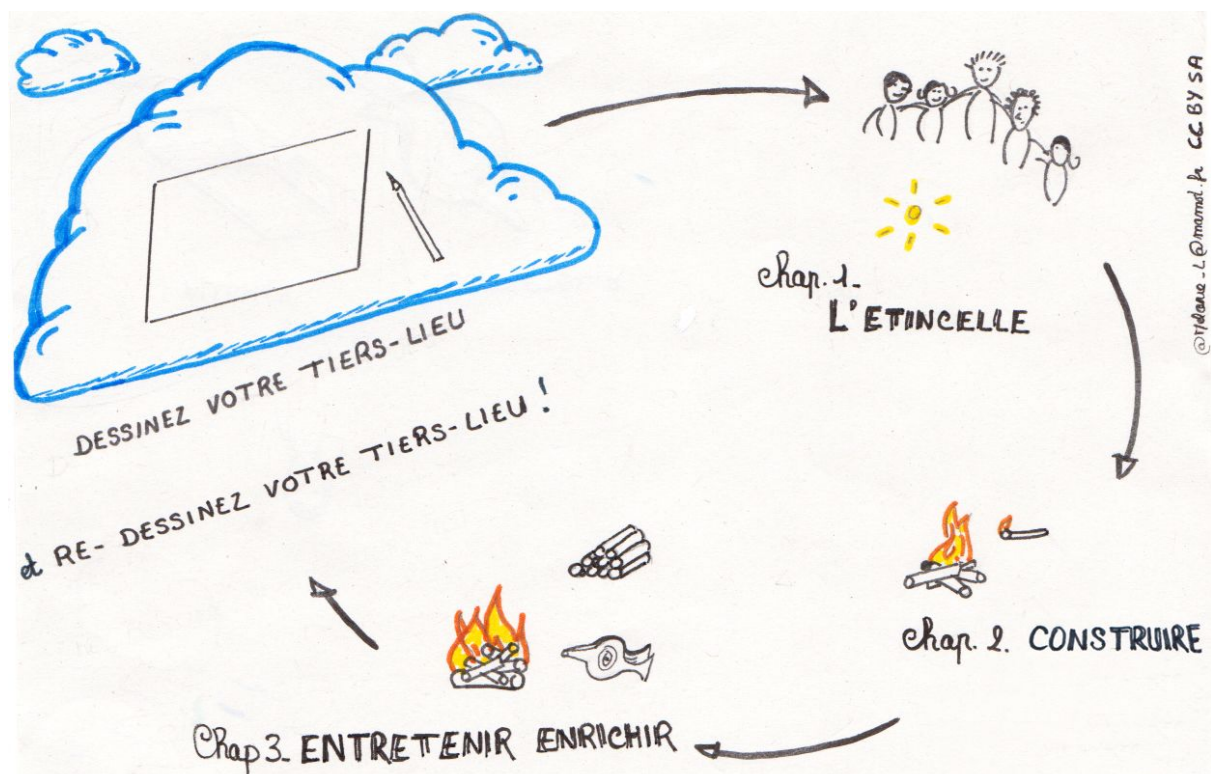 DESSINEZ VOTRE TIERS-LIEU
et RE- DESSINEZ VOTRE TIERS-LIEU !
Chap. 1.
L'ETINCELLE
Chap. 2. CONSTRUIRE
Chap 3. ENTRETENIR ENRICHIR
CC BY SA